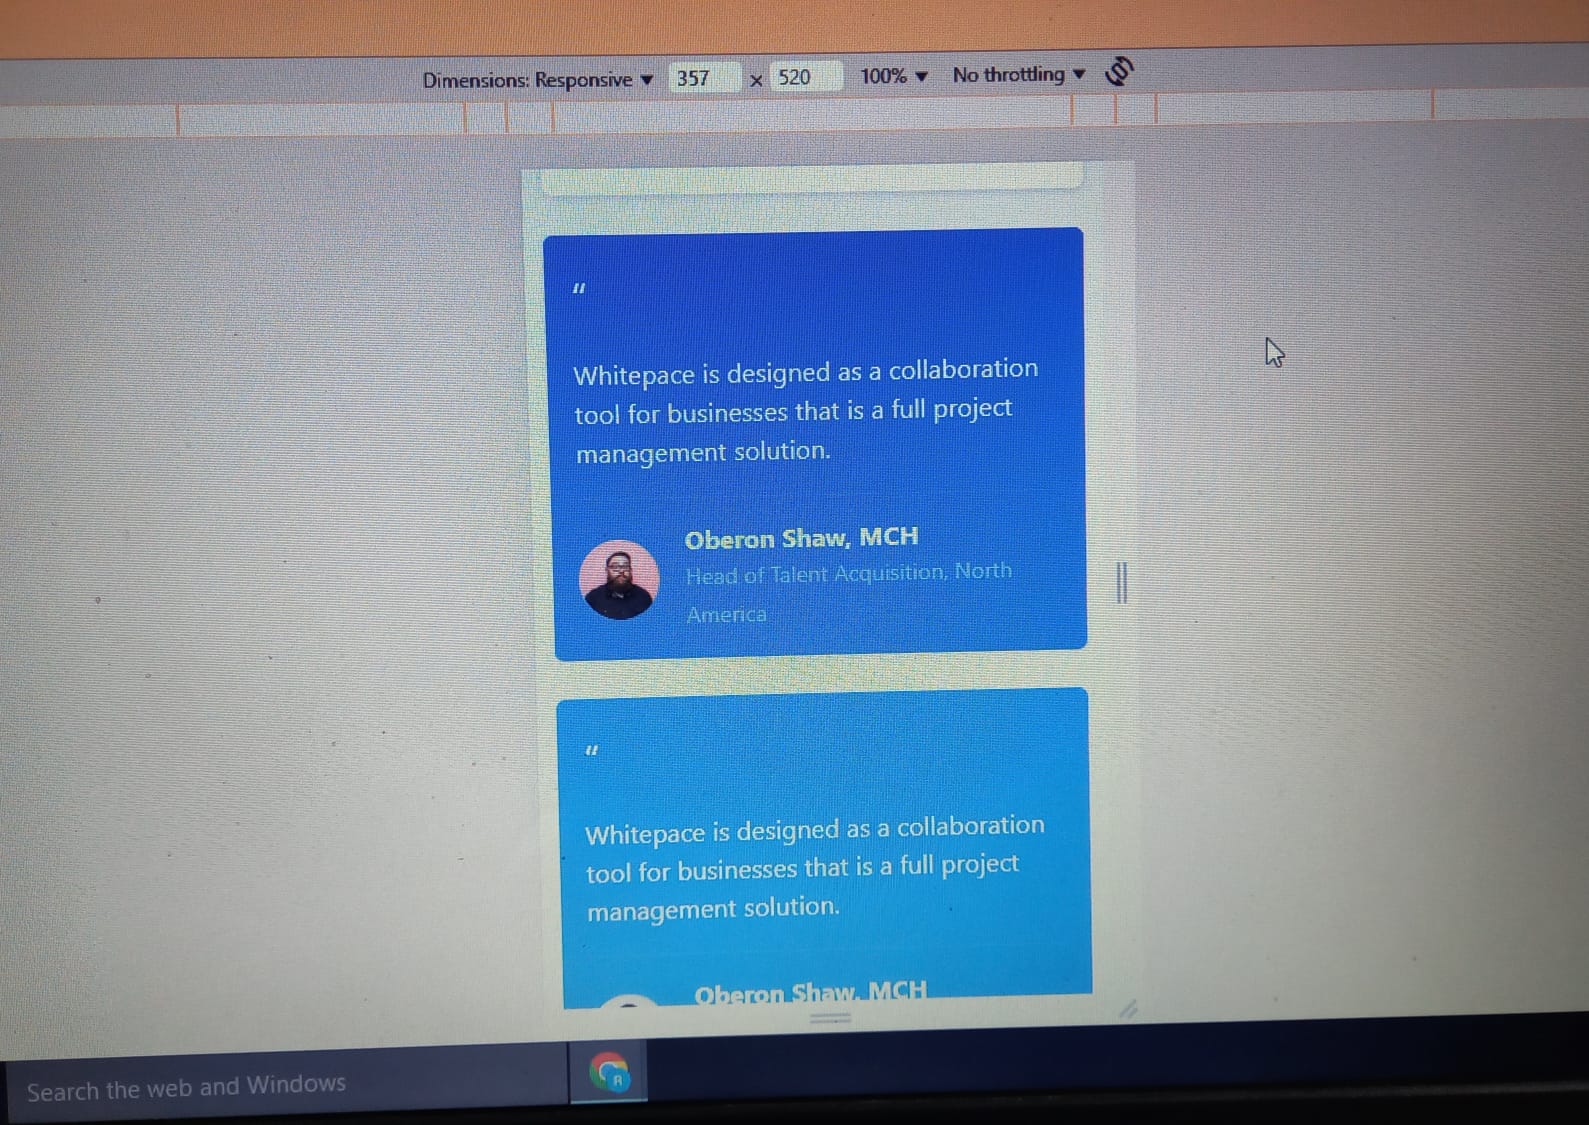 Dimensions: Responsive ▼ 357 x 520 100% ▼ No throttling ▼
“
Whitepace is designed as a collaboration
tool for businesses that is a full project
management solution.
Oberon Shaw, MCH
Head of Talent Acquisition, North
America
“
Whitepace is designed as a collaboration
tool for businesses that is a full project
management solution.
Oberon Shaw, MCH
Search the web and Windows
R